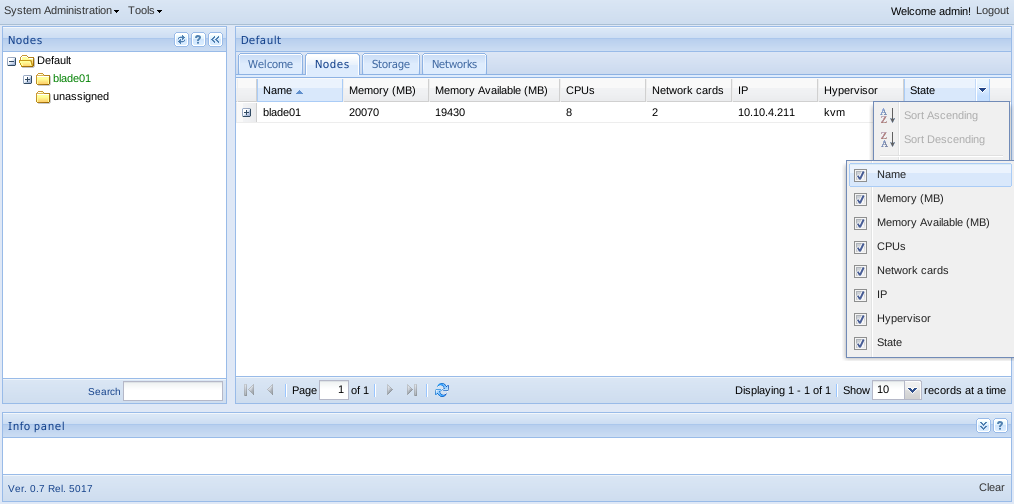 System Administration Tools Welcome admin! Logout
Nodes ?
Default
blade01
unassigned
Search
Default
Welcome Nodes Storage Networks
Name Memory (MB) Memory Available (MB) CPUs Network cards IP Hypervisor State
blade01 20070 19430 8 2 10.10.4.211 kvm
Sort Ascending
Sort Descending
Name
Memory (MB)
Memory Available (MB)
CPUs
Network cards
IP
Hypervisor
State
Page 1 of 1 Displaying 1 - 1 of 1 Show 10 records at a time
Info panel ?
Ver. 0.7 Rel. 5017 Clear